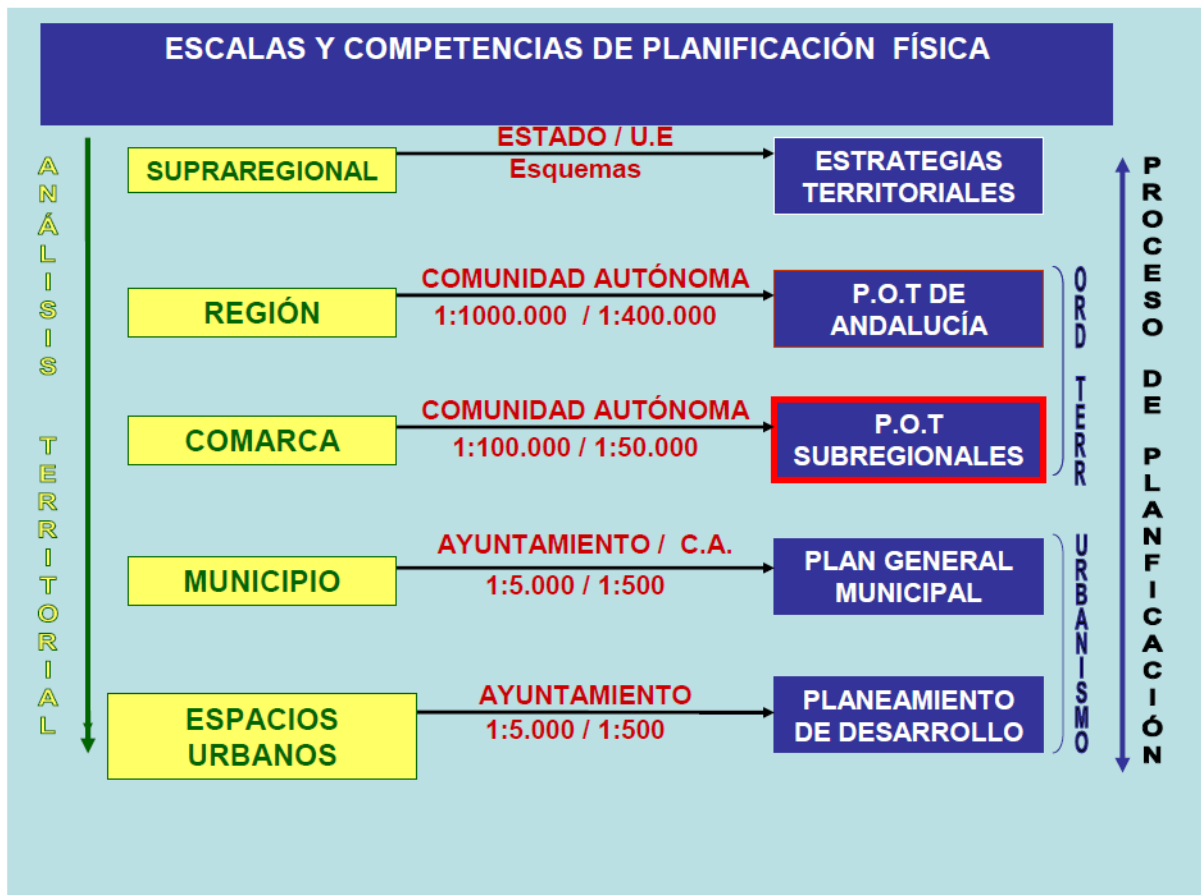 ESCALAS Y COMPETENCIAS DE PLANIFICACIÓN FÍSICA
ANÁLISIS TERRITORIAL
SUPRAREGIONAL
ESTADO / U.E
Esquemas
ESTRATEGIAS
TERRITORIALES
REGIÓN
COMUNIDAD AUTÓNOMA
1:1000.000 / 1:400.000
P.O.T DE
ANDALUCÍA
COMARCA
COMUNIDAD AUTÓNOMA
1:100.000 / 1:50.000
P.O.T
SUBREGIONALES
ORD TERR
MUNICIPIO
AYUNTAMIENTO / C.A.
1:5.000 / 1:500
PLAN GENERAL
MUNICIPAL
ESPACIOS
URBANOS
AYUNTAMIENTO
1:5.000 / 1:500
PLANEAMIENTO
DE DESARROLLO
URBANISMO
PROCESO DE PLANFICACIÓN